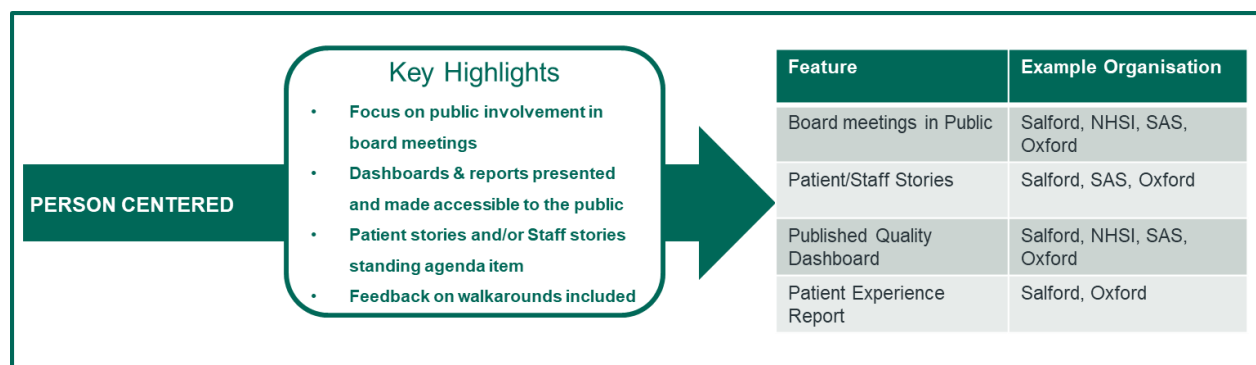 PERSON CENTERED
Key Highlights
• Focus on public involvement in
board meetings
• Dashboards & reports presented
and made accessible to the public
• Patient stories and/or Staff stories
standing agenda item
• Feedback on walkarounds included
Feature Example Organisation
Board meetings in Public Salford, NHSI, SAS,
Oxford
Patient/Staff Stories Salford, SAS, Oxford
Published Quality Salford, NHSI, SAS,
Dashboard Oxford
Patient Experience Salford, Oxford
Report